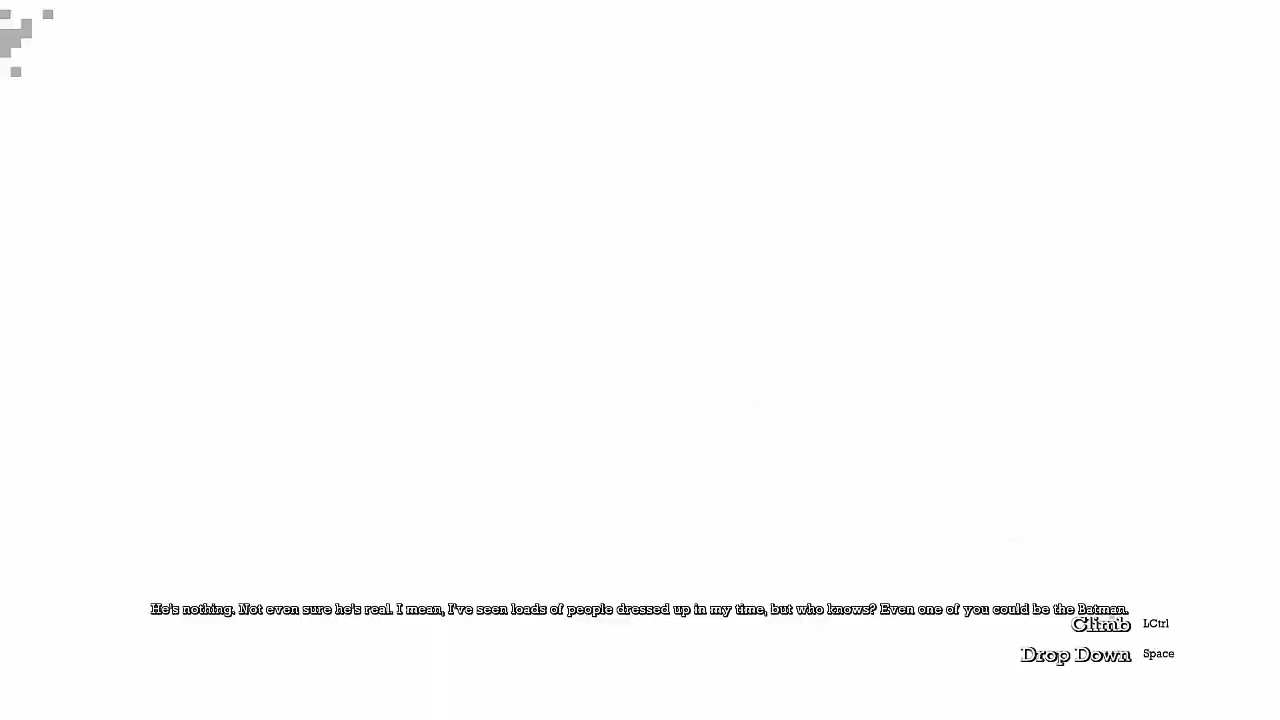 He's nothing. Not even sure he's real. I mean, I've seen loads of people dressed up in my time, but who knows? Even one of you could be the Batman.
Climb LCtrl
Drop Down Space